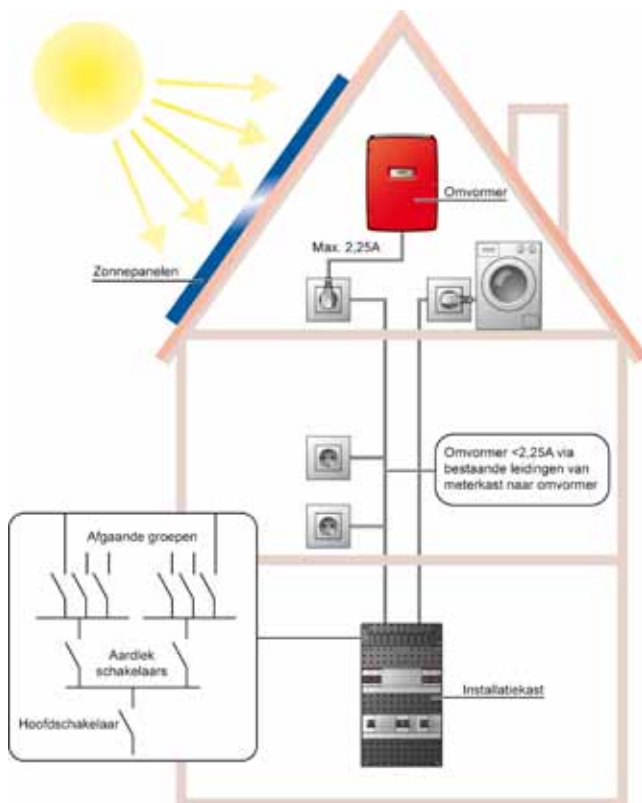 Omvormer
Max. 2,25A
Zonnepanelen
Omvormer <2,25A via
bestaande leidingen van
meterkast naar omvormer
Afgaande groepen
Aardlek
schakelaars
Hoofdschakelaar
Installatiekast